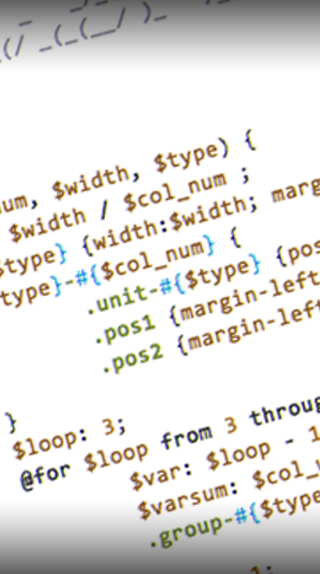 _(/ _(_(__/ )_
um, $width, $type) {
$width / $col_num ;
$type} {width:$width; marg
type}-#{$col_num} {
.unit-#{$type} {pos
.pos1 {margin-left
.pos2 {margin-left
}
$loop: 3;
@for $loop from 3 throug
$var: $loop - 1
$varsum: $col_
.group-#{$type